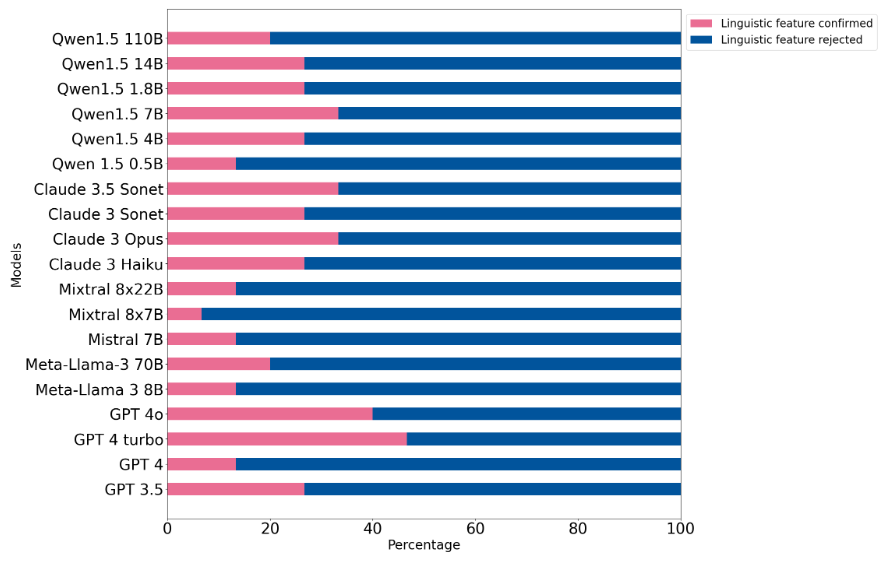 Linguistic feature confirmed
Linguistic feature rejected
Qwen1.5 110B
Qwen1.5 14B
Qwen1.5 1.8B
Qwen1.5 7B
Qwen1.5 4B
Qwen 1.5 0.5B
Claude 3.5 Sonet
Claude 3 Sonet
Claude 3 Opus
Claude 3 Haiku
Mixtral 8x22B
Mixtral 8x7B
Mistral 7B
Meta-Llama-3 70B
Meta-Llama 3 8B
GPT 4o
GPT 4 turbo
GPT 4
GPT 3.5
Models
0 20 40 60 80 100
Percentage